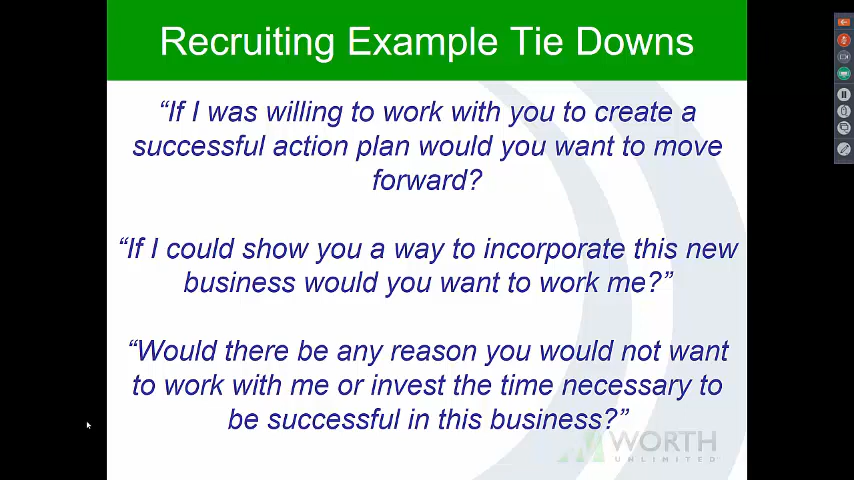 Recruiting Example Tie Downs
“If I was willing to work with you to create a
successful action plan would you want to move
forward?
“If I could show you a way to incorporate this new
business would you want to work me?”
“Would there be any reason you would not want
to work with me or invest the time necessary to
be successful in this business?”
WORTH
UNLIMITED